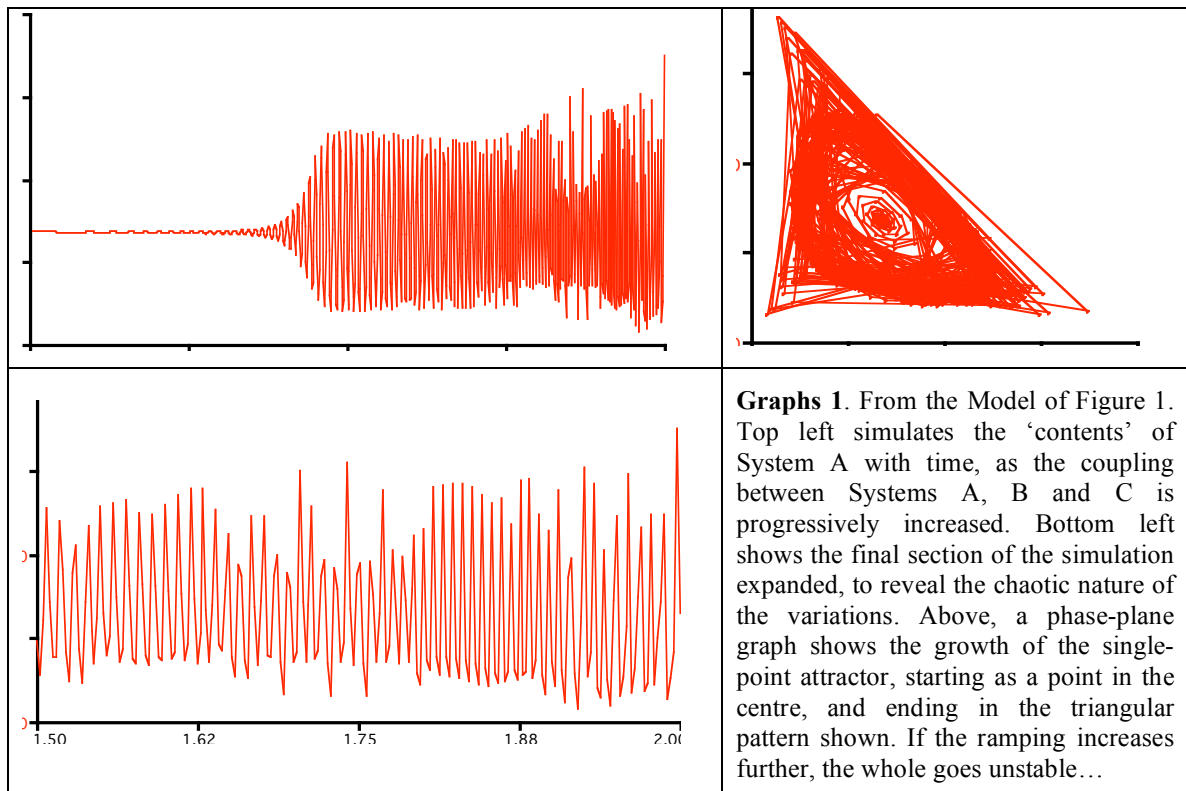 1.50 1.62 1.75 1.88
Graphs 1. From the Model of Figure 1.
Top left simulates the ‘contents’ of
System A with time, as the coupling
between Systems A, B and C is
progressively increased. Bottom left
shows the final section of the simulation
expanded, to reveal the chaotic nature of
the variations. Above, a phase-plane
graph shows the growth of the single-
point attractor, starting as a point in the
centre, and ending in the triangular
pattern shown. If the ramping increases
further, the whole goes unstable…